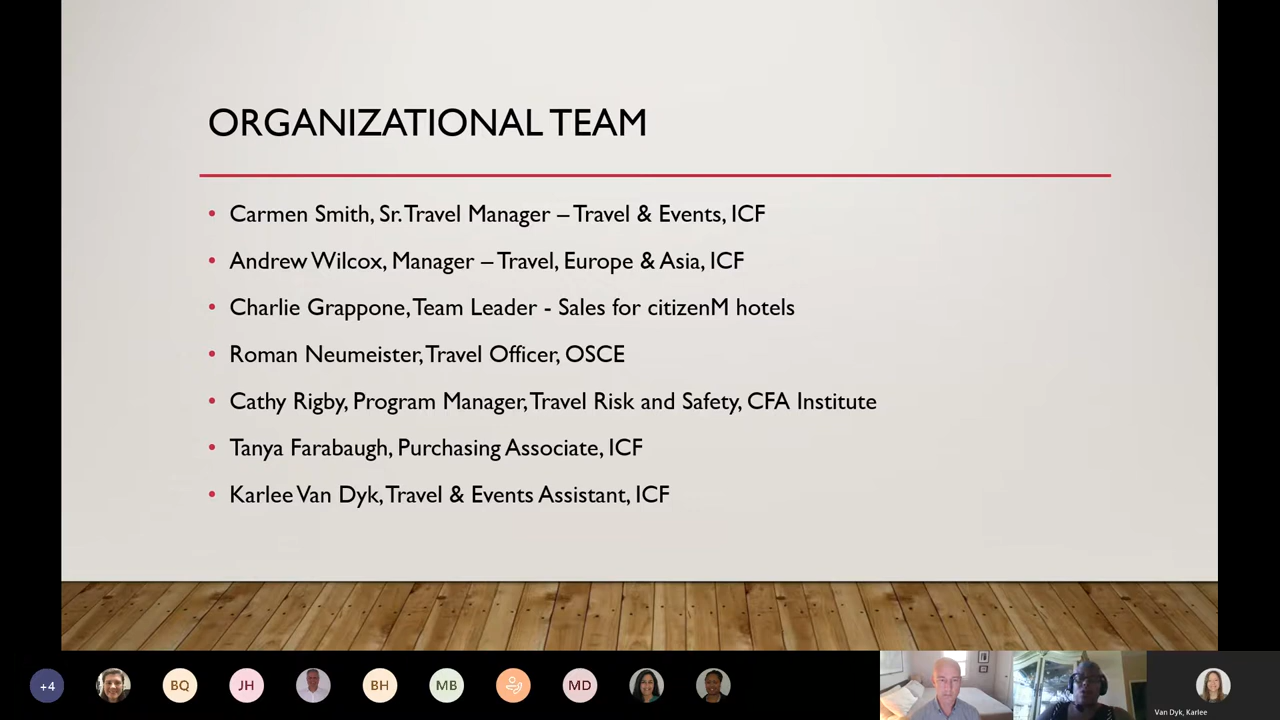 ORGANIZATIONAL TEAM
• Carmen Smith, Sr. Travel Manager – Travel & Events, ICF
• Andrew Wilcox, Manager – Travel, Europe & Asia, ICF
• Charlie Grappone, Team Leader - Sales for citizenM hotels
• Roman Neumeister, Travel Officer, OSCE
• Cathy Rigby, Program Manager, Travel Risk and Safety, CFA Institute
• Tanya Farabaugh, Purchasing Associate, ICF
• Karlee Van Dyk, Travel & Events Assistant, ICF
+4 BQ JH BH MB MD
Van Dyk, Karlee